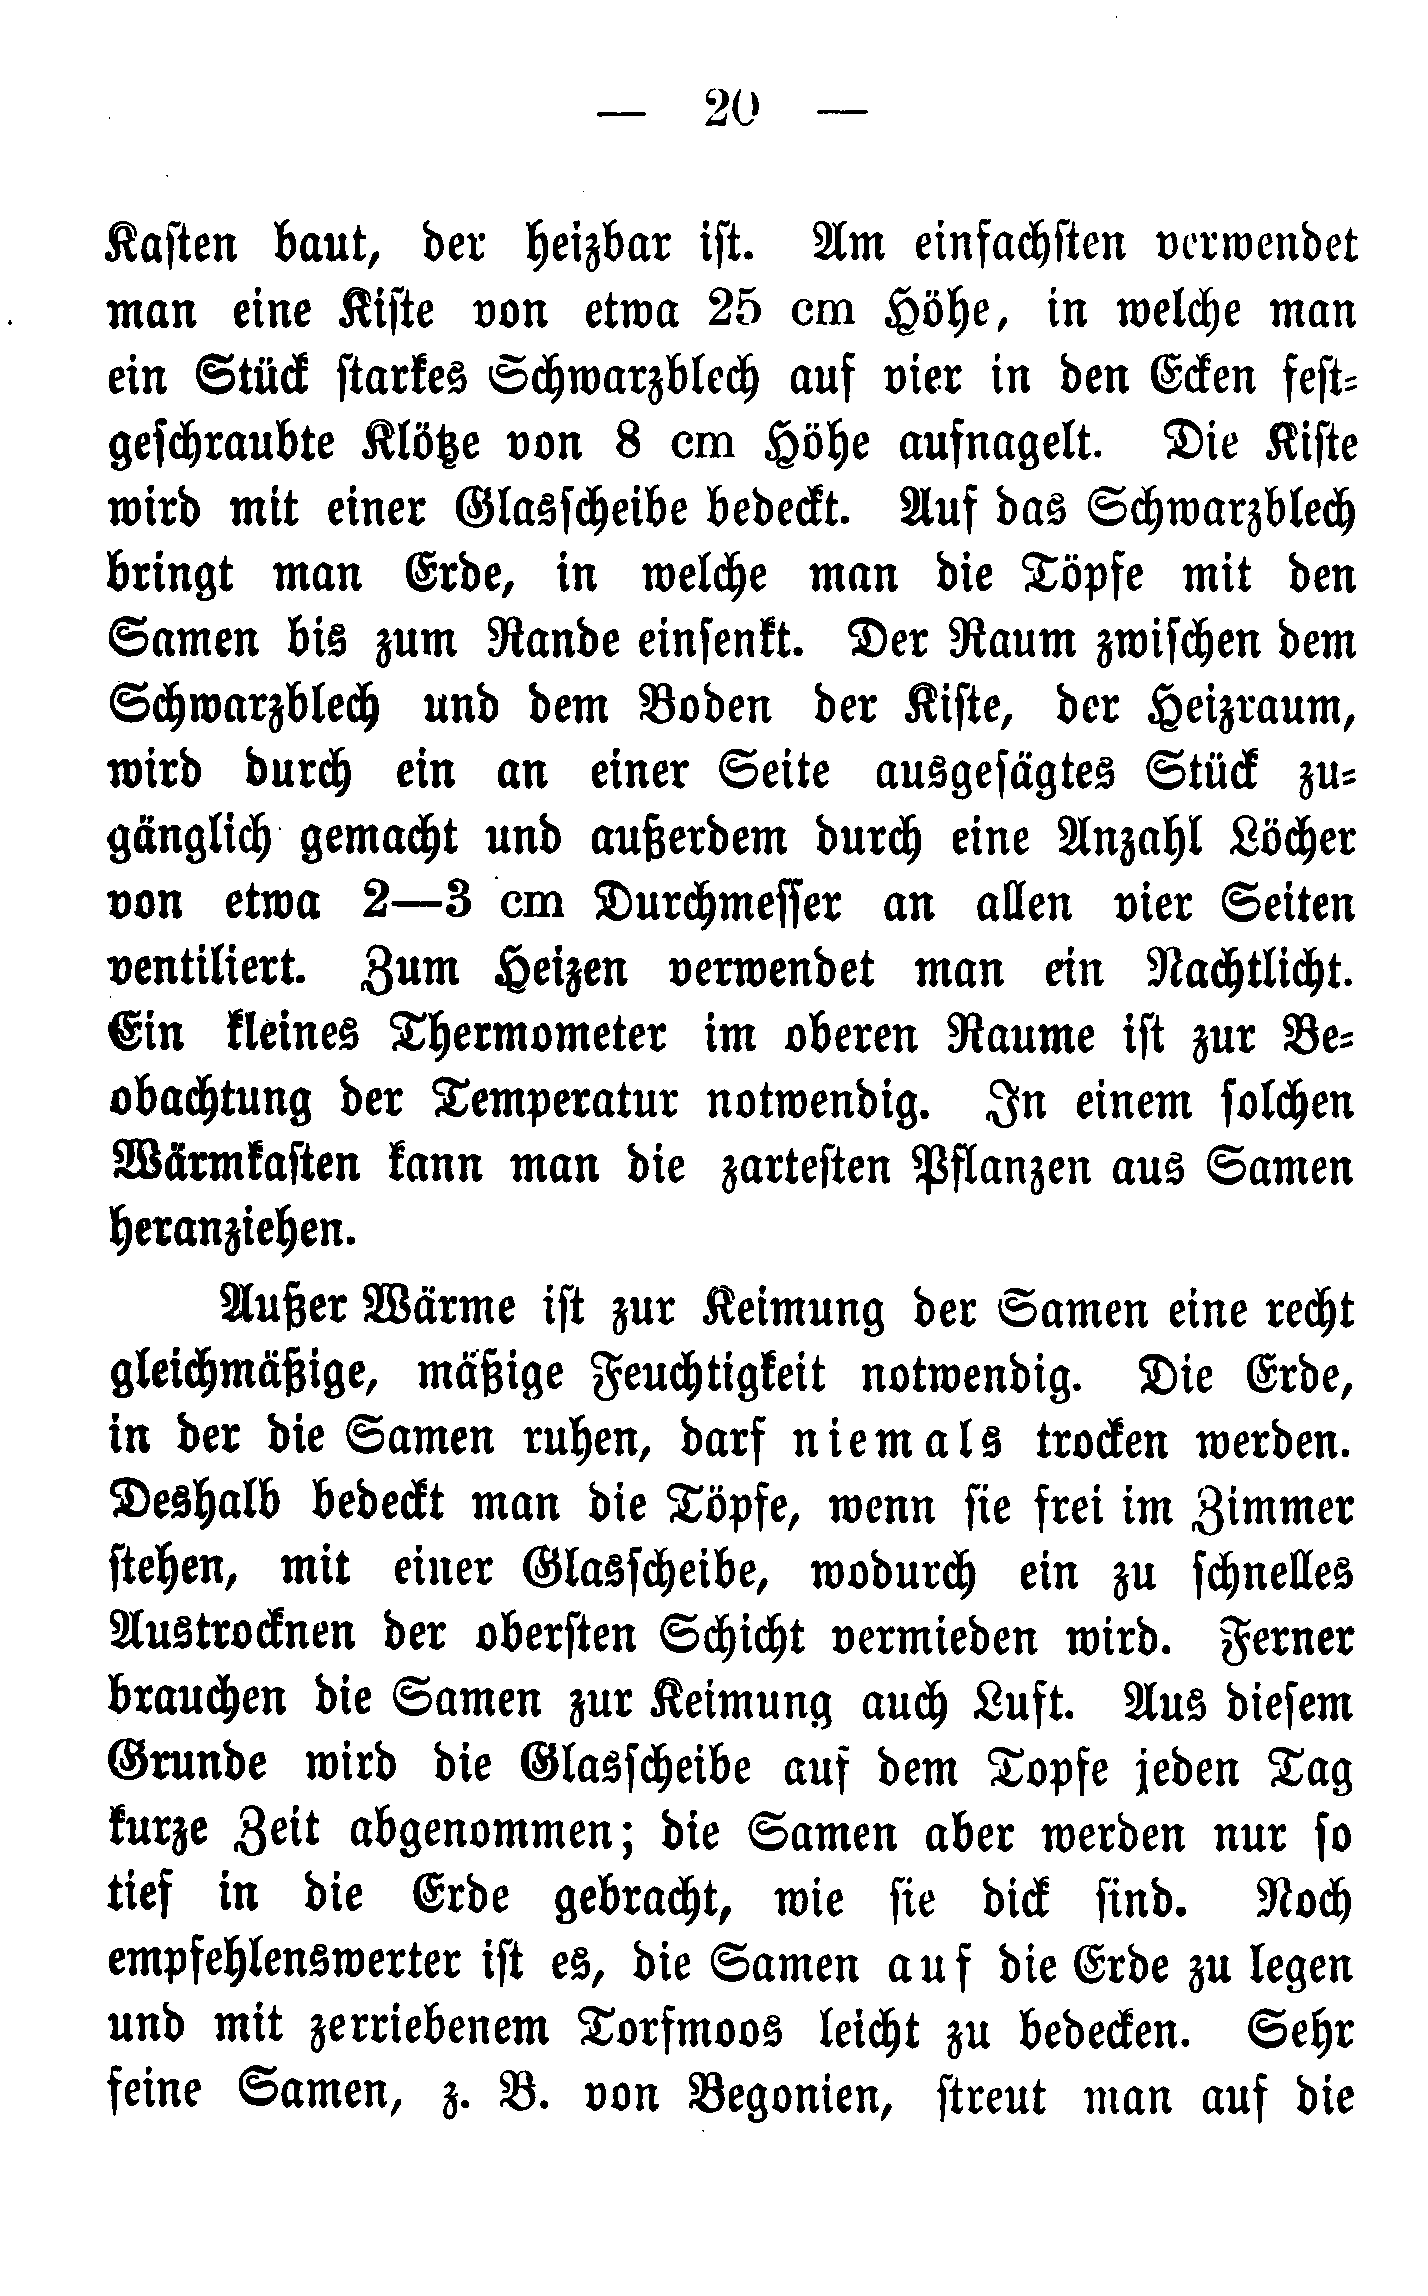 — 20 —
Kaſten baut, der heizbar iſt. Am einfachſten verwendet
man eine Kiſte von etwa 25 cm Höhe, in welche man
ein Stück ſtarkes Schwarzblech auf vier in den Ecken feſt⸗
geſchraubte Klötze von 8 cm Höhe aufnagelt. Die Kiſte
wird mit einer Glasſcheibe bedeckt. Auf das Schwarzblech
bringt man Erde, in welche man die Töpfe mit den
Samen bis zum Rande einſenkt. Der Raum zwiſchen dem
Schwarzblech und dem Boden der Kiſte, der Heizraum,
wird durch ein an einer Seite ausgeſägtes Stück zu⸗
gänglich gemacht und außerdem durch eine Anzahl Löcher
von etwa 2—3 cm Durchmeſſer an allen vier Seiten
ventiliert. Zum Heizen verwendet man ein Nachtlicht.
Ein kleines Thermometer im oberen Raume iſt zur Be⸗
obachtung der Temperatur notwendig. In einem ſolchen
Wärmkaſten kann man die zarteſten Pflanzen aus Samen
heranziehen.
Außer Wärme iſt zur Keimung der Samen eine recht
gleichmäßige, mäßige Feuchtigkeit notwendig. Die Erde,
in der die Samen ruhen, darf niemals trocken werden.
Deshalb bedeckt man die Töpfe, wenn ſie frei im Zimmer
ſtehen, mit einer Glasſcheibe, wodurch ein zu ſchnelles
Austrocknen der oberſten Schicht vermieden wird. Ferner
brauchen die Samen zur Keimung auch Luft. Aus dieſem
Grunde wird die Glasſcheibe auf dem Topfe jeden Tag
kurze Zeit abgenommen; die Samen aber werden nur ſo
tief in die Erde gebracht, wie ſie dick ſind. Noch
empfehlenswerter iſt es, die Samen auf die Erde zu legen
und mit zerriebenem Torfmoos leicht zu bedecken. Sehr
feine Samen, z. B. von Begonien, ſtreut man auf die